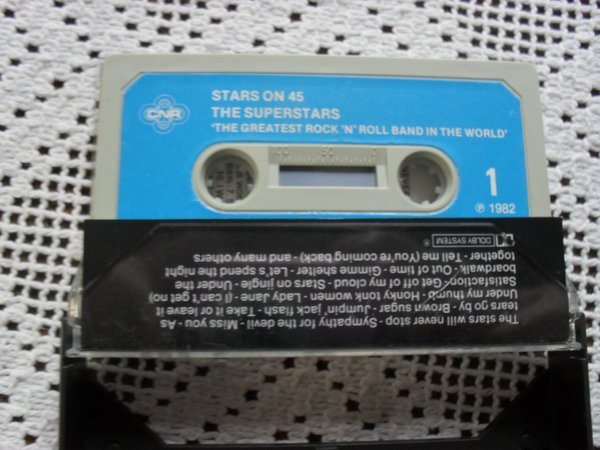 CNR
STARS ON 45
THE SUPERSTARS
'THE GREATEST ROCK 'N' ROLL BAND IN THE WORLD'
100 50 0
1
℗ 1982
The stars will never stop - Sympathy for the devil - Miss you - As
tears go by - Brown sugar - Jumpin' jack flash - Take it or leave it
under my thumb - Honky tonk women - Lady Jane - (I can't get no)
Satisfaction - Get off of my cloud - Stars on jingle - Under the
boardwalk - Out of time - Gimme shelter - Let's spend the night
together - Tell me (You're coming back) - and many others
DOLBY SYSTEM